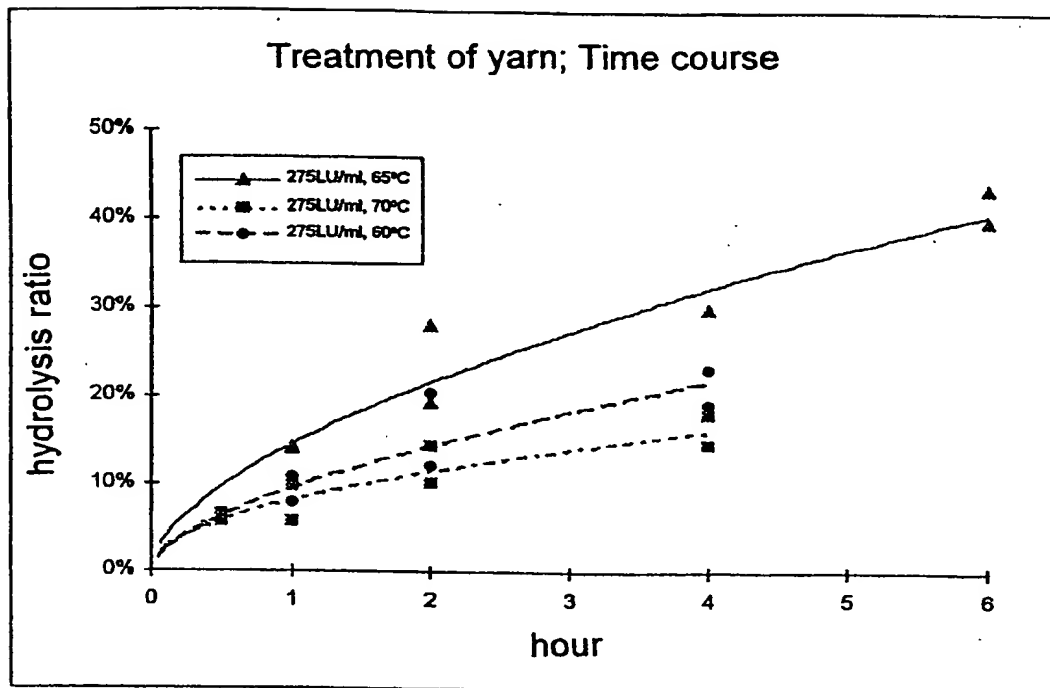 Treatment of yarn; Time course
50%
40%
30%
20%
10%
0%
hydrolysis ratio
275LU/ml, 65°C
275LU/ml, 70°C
275LU/ml, 60°C
0 1 2 3 4 5 6
hour